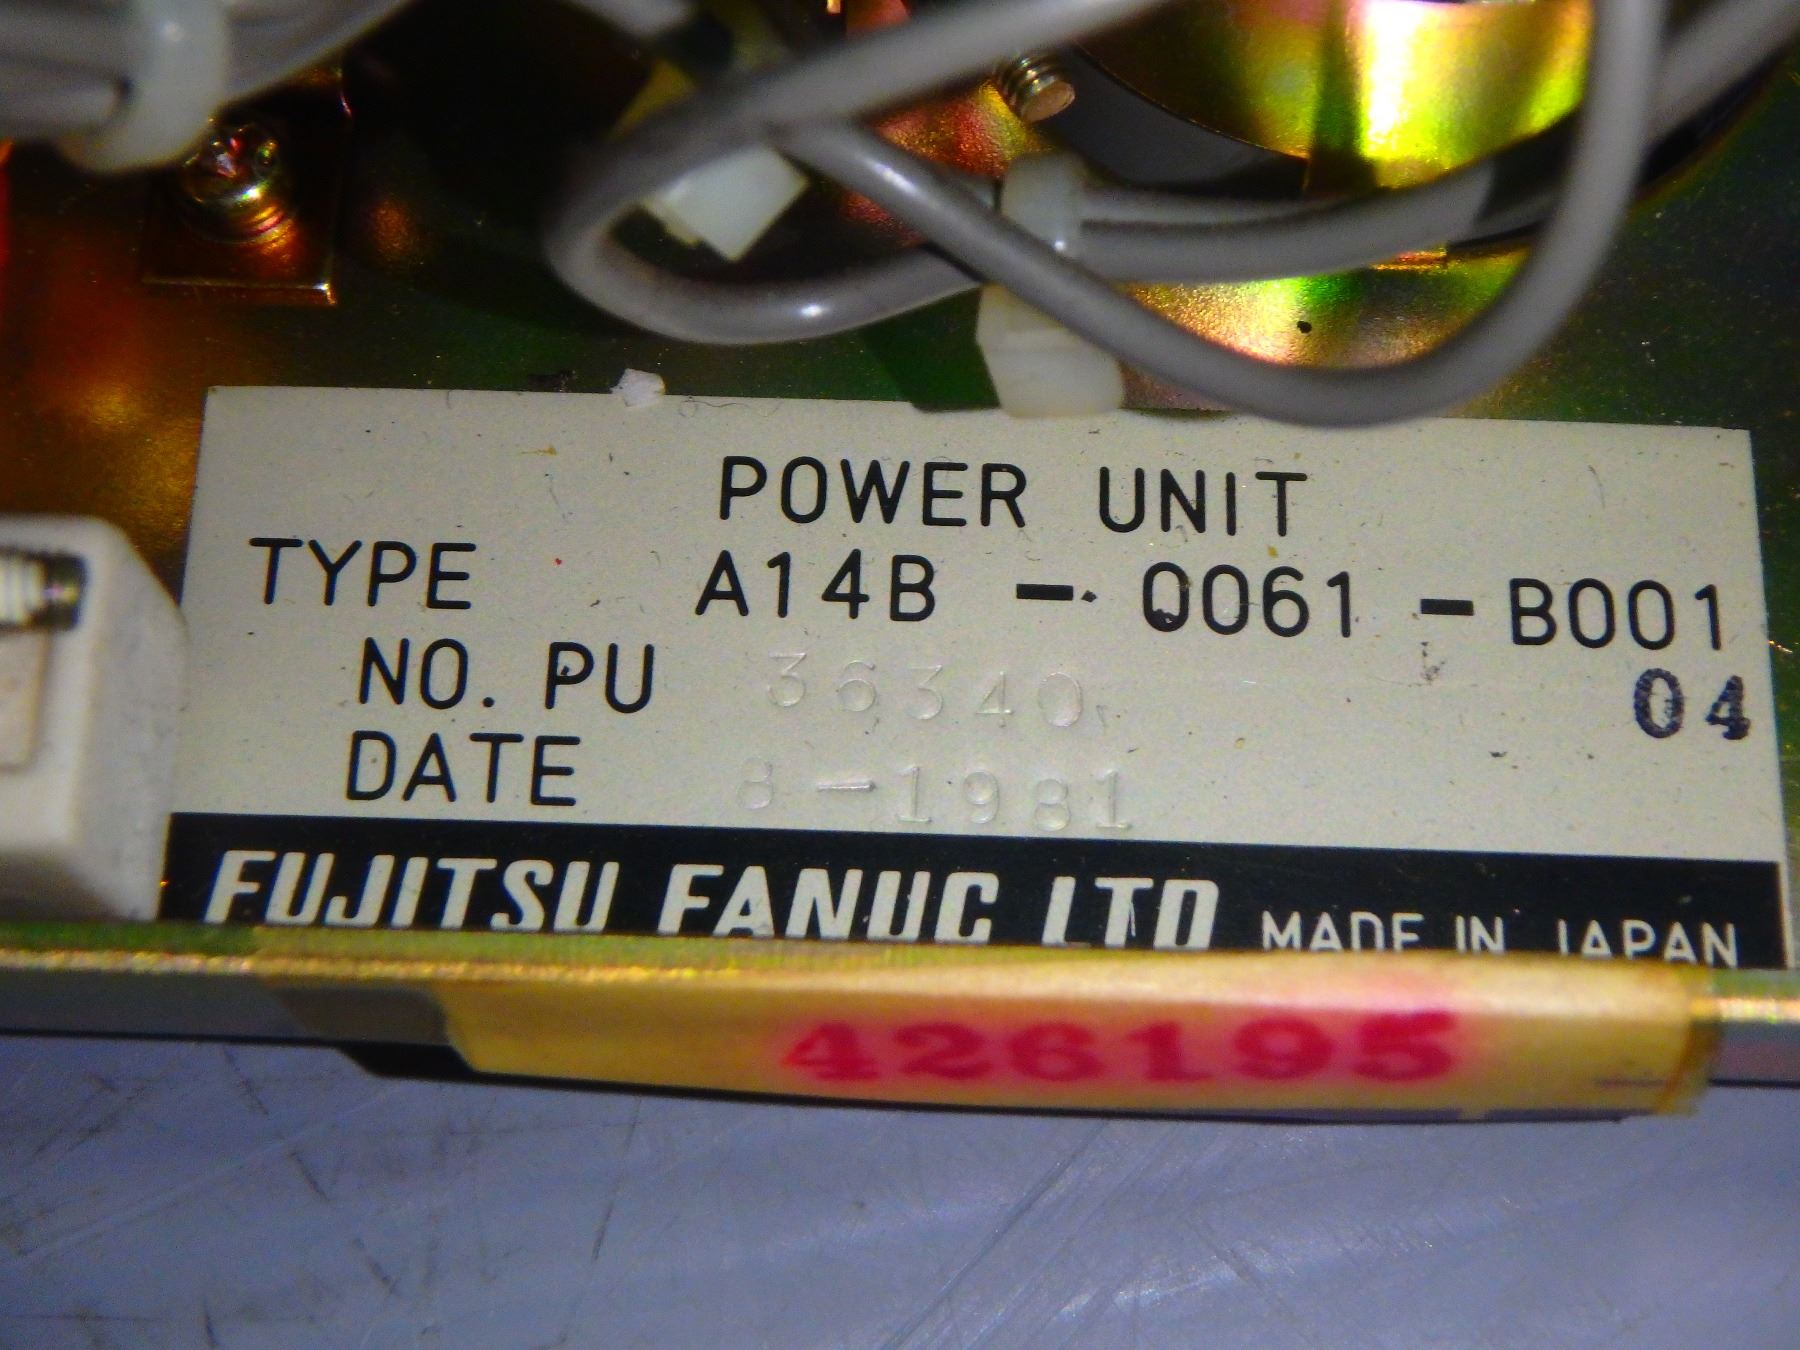 POWER UNIT
TYPE A14B - 0061 - B001
NO. PU 36340 04
DATE 8-1981
FUJITSU FANUC LTD MADE IN JAPAN
426195